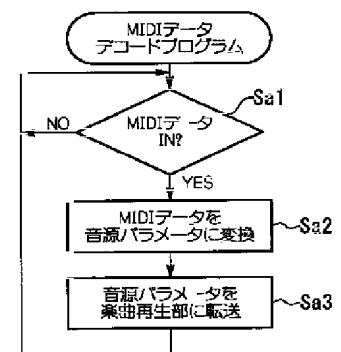 MIDIデータ
デコードプログラム
Sa1
MIDIデータ
IN?
NO
YES
MIDIデータを
音源パラメータに変換
Sa2
音源パラメータを
楽曲再生部に転送
Sa3